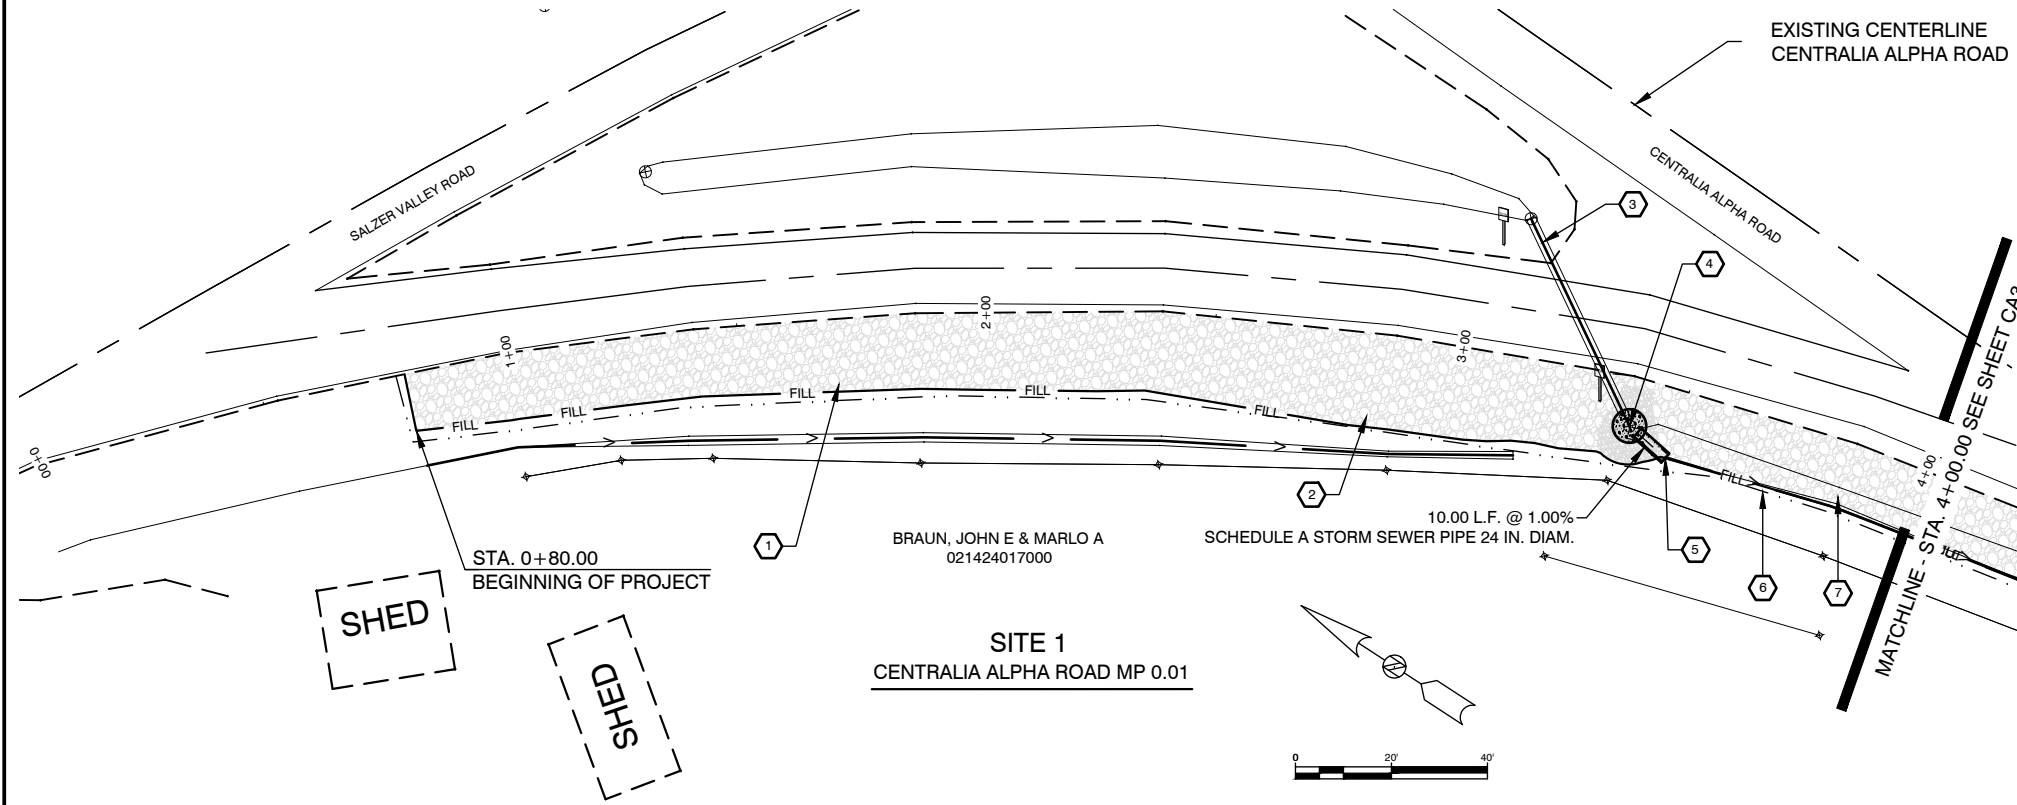 EXISTING CENTERLINE
CENTRALIA ALPHA ROAD
SALZER VALLEY ROAD
CENTRALIA ALPHA ROAD
3
4
0+00
1+00
2+00
3+00
4+00
FILL
FILL
FILL
FILL
FILL
FILL
MATCHLINE - STA. 4+00.00 SEE SHEET
STA. 0+80.00
BEGINNING OF PROJECT
1
2
BRAUN, JOHN E & MARLO A
021424017000
10.00 L.F. @ 1.00%
SCHEDULE A STORM SEWER PIPE 24 IN. DIAM.
5
6
7
SHED
SHED
SITE 1
CENTRALIA ALPHA ROAD MP 0.01
N
0
20'
40'